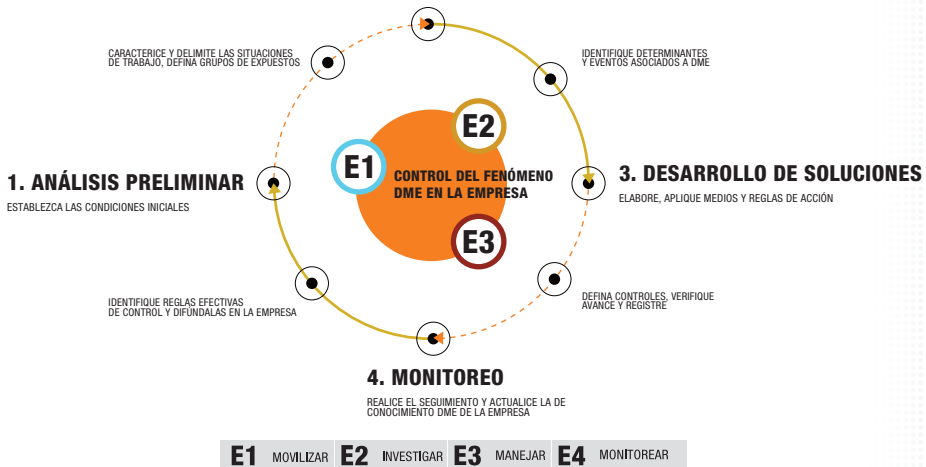 CARACTERICE Y DELIMITE LAS SITUACIONES
DE TRABAJO, DEFINA GRUPOS DE EXPUESTOS
IDENTIFIQUE DETERMINANTES
Y EVENTOS ASOCIADOS A DME
E2
E1
CONTROL DEL FENÓMENO
DME EN LA EMPRESA
E3
1. ANÁLISIS PRELIMINAR
ESTABLEZCA LAS CONDICIONES INICIALES
3. DESARROLLO DE SOLUCIONES
ELABORE, APLIQUE MEDIOS Y REGLAS DE ACCIÓN
IDENTIFIQUE REGLAS EFECTIVAS
DE CONTROL Y DIFÚNDALAS EN LA EMPRESA
DEFINA CONTROLES, VERIFIQUE
AVANCE Y REGISTRE
4. MONITOREO
REALICE EL SEGUIMIENTO Y ACTUALICE LA DE
CONOCIMIENTO DME DE LA EMPRESA
E1 MOVILIZAR E2 INVESTIGAR E3 MANEJAR E4 MONITOREAR